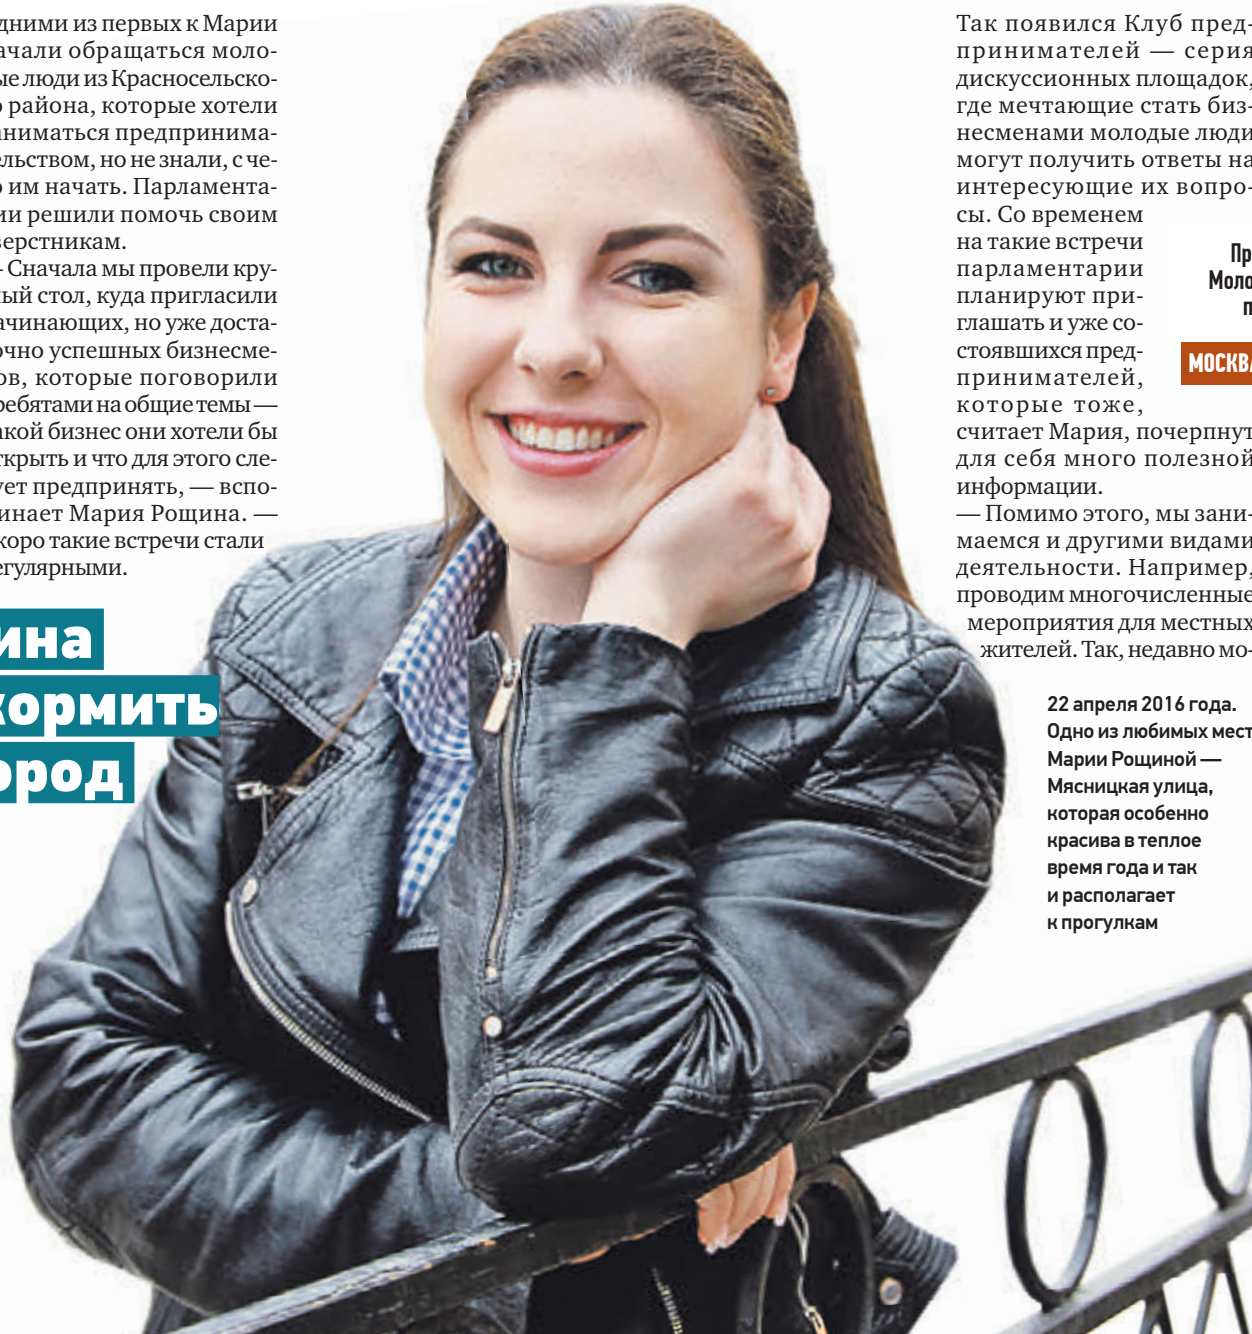 дними из первых к Марии
ачали обращаться моло-
ые люди из Красносельско-
о района, которые хотели
аниматься предпринима-
ельством, но не знали, с че-
о им начать. Парламента-
ии решили помочь своим
верстникам.
— Сначала мы провели кру-
лый стол, куда пригласили
ачинающих, но уже доста-
очно успешных бизнесме-
ов, которые поговорили
ребятами на общие темы —
акой бизнес они хотели бы
ткрыть и что для этого сле-
ует предпринять, — вспо-
инает Мария Рощина. —
коро такие встречи стали
егулярными.
ина
кормить
ород
Так появился Клуб пред-
принимателей — серия
дискуссионных площадок,
где мечтающие стать биз-
несменами молодые люди
могут получить ответы на
интересующие их вопро-
сы. Со временем
на такие встречи
парламентарии
планируют при-
глашать и уже со-
стоявшихся пред-
принимателей,
которые тоже,
считает Мария, почерпнут
для себя много полезной
информации.
— Помимо этого, мы зани-
маемся и другими видами
деятельности. Например,
проводим многочисленные
мероприятия для местных
жителей. Так, недавно мо-
Пр
Моло
п
МОСКВА
22 апреля 2016 года.
Одно из любимых мест
Марии Рощиной —
Мясницкая улица,
которая особенно
красива в теплое
время года и так
и располагает
к прогулкам